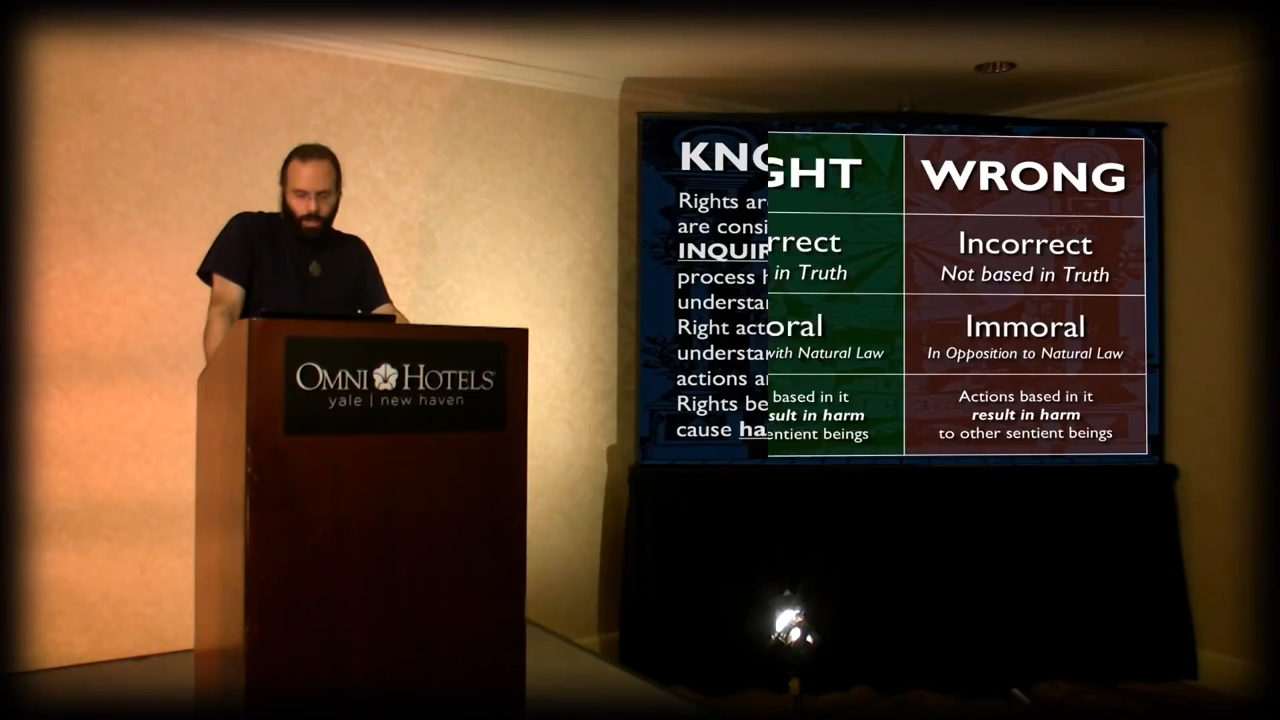 OMNI HOTELS
yale | new haven
Rights
are
INQUIR
process
understa
Right act
understa
actions
Rights be
cause ha
GHT
WRONG
rrect
Incorrect
in Truth
Not based in Truth
oral
Immoral
with Natural Law
In Opposition to Natural Law
based in it
Actions based in it
sult in harm
result in harm
entient beings
to other sentient beings